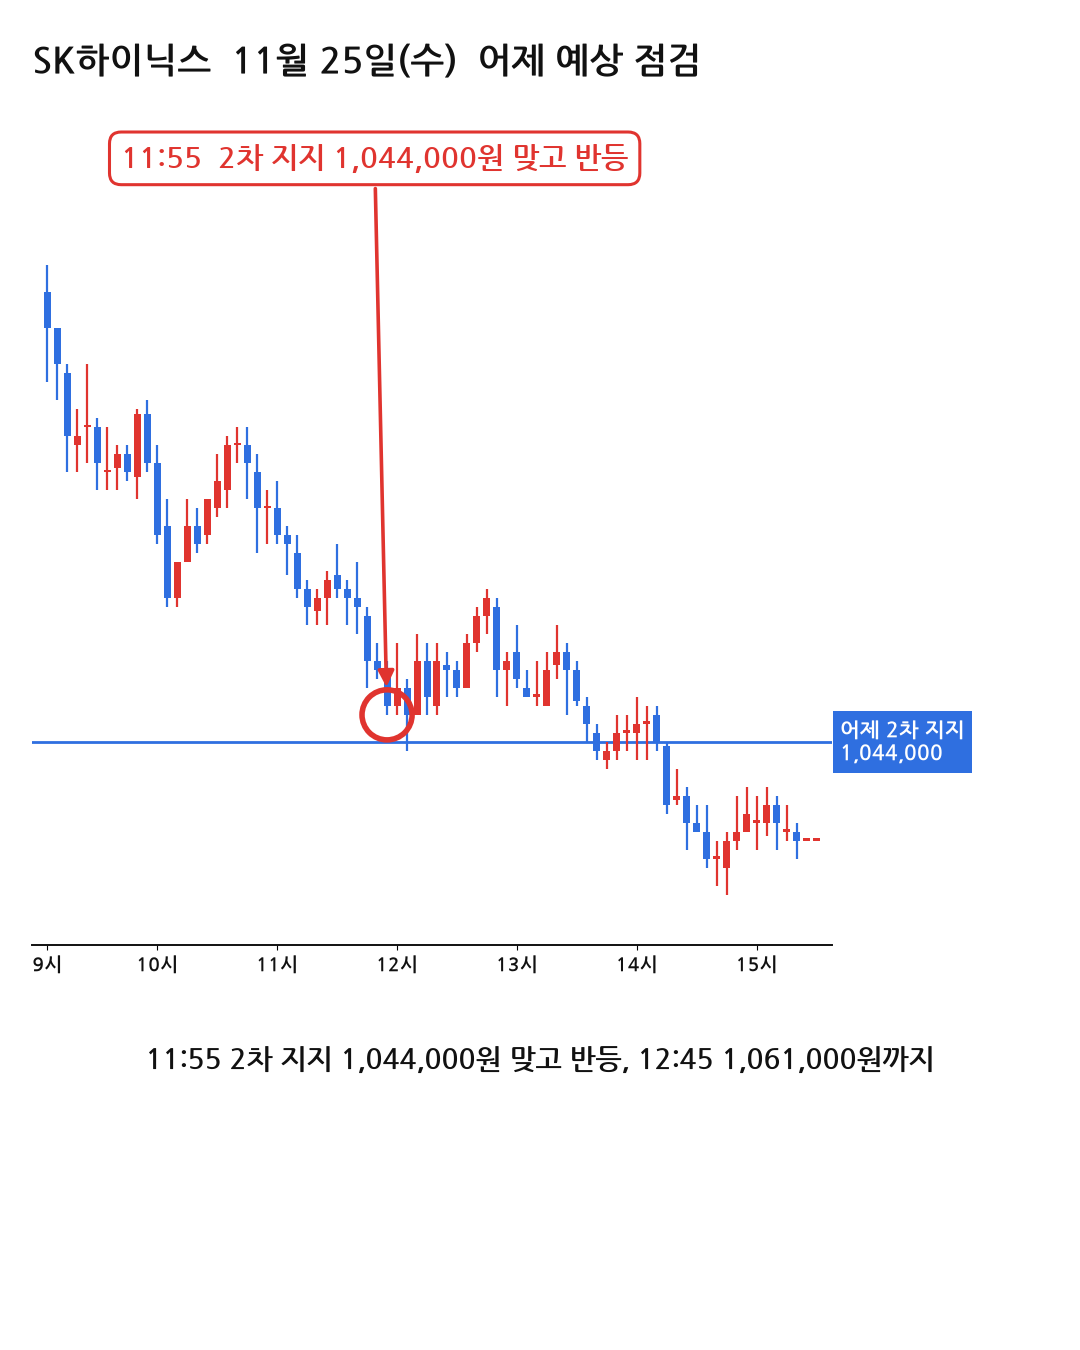 SK하이닉스  11월 25일(수)  어제 예상 점검
11:55  2차 지지 1,044,000원 맞고 반등
어제 2차 지지
1,044,000
9시 10시 11시 12시 13시 14시 15시
11:55 2차 지지 1,044,000원 맞고 반등, 12:45 1,061,000원까지